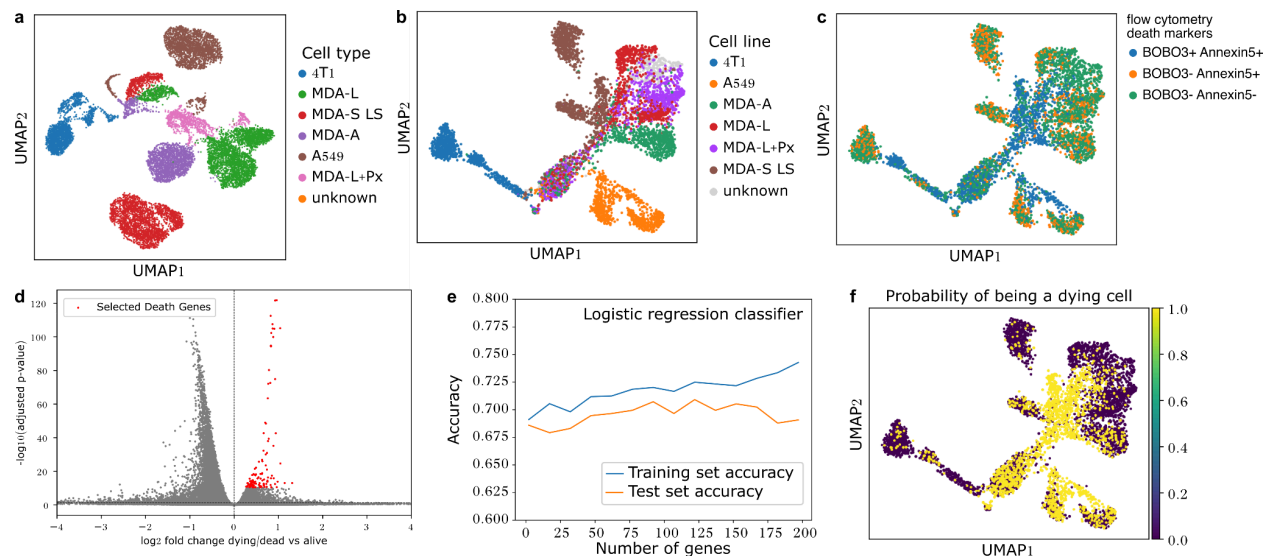 a
Cell type
4T1
MDA-L
MDA-S LS
MDA-A
A549
MDA-L+Px
unknown
UMAP2
UMAP1
b
Cell line
4T1
A549
MDA-A
MDA-L
MDA-L+Px
MDA-S LS
unknown
UMAP2
UMAP1
c
flow cytometry
death markers
BOBO3+ Annexin5+
BOBO3- Annexin5+
BOBO3- Annexin5-
UMAP2
UMAP1
d
Selected Death Genes
-log10(adjusted p-value)
120
100
80
60
40
20
0
−4 −3 −2 −1 0 1 2 3 4
log2 fold change dying/dead vs alive
e
Logistic regression classifier
Accuracy
0.800
0.775
0.750
0.725
0.700
0.675
0.650
0.625
0.600
Training set accuracy
Test set accuracy
0 25 50 75 100 125 150 175 200
Number of genes
f
Probability of being a dying cell
UMAP2
UMAP1
1.0
0.8
0.6
0.4
0.2
0.0